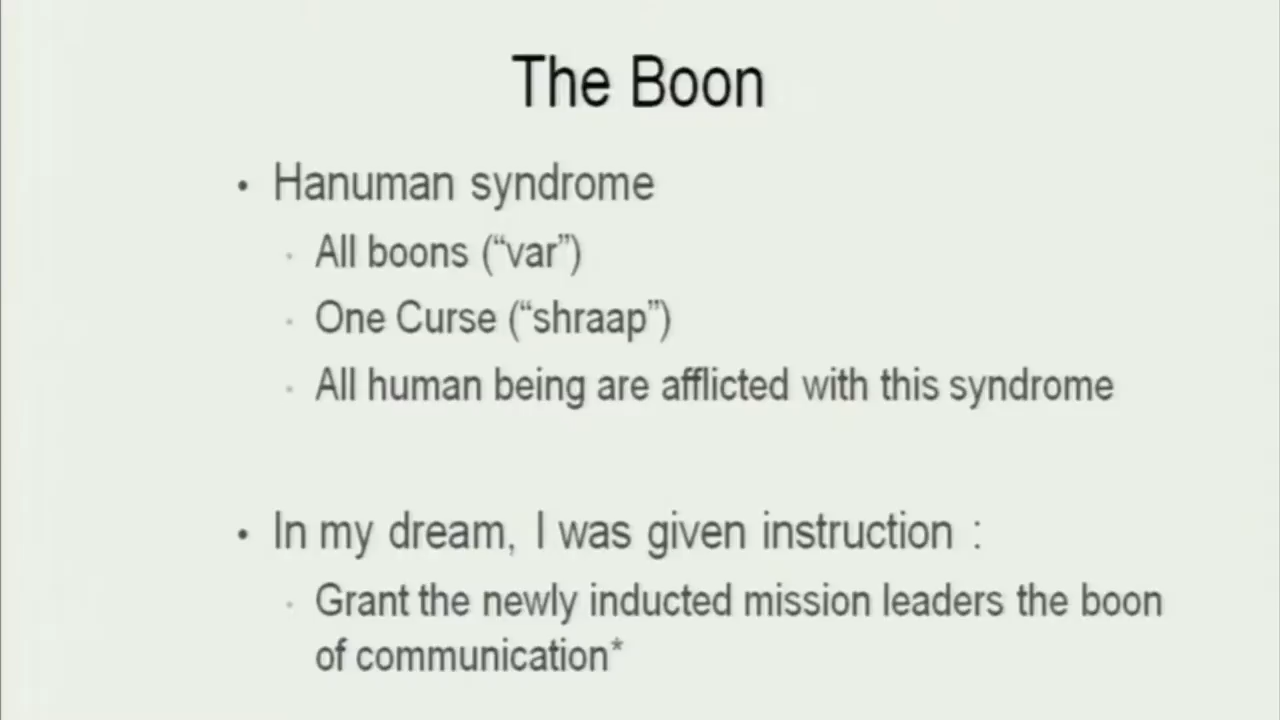 The Boon
• Hanuman syndrome
· All boons (“var”)
· One Curse (“shraap”)
· All human being are afflicted with this syndrome
• In my dream, I was given instruction :
· Grant the newly inducted mission leaders the boon
of communication*